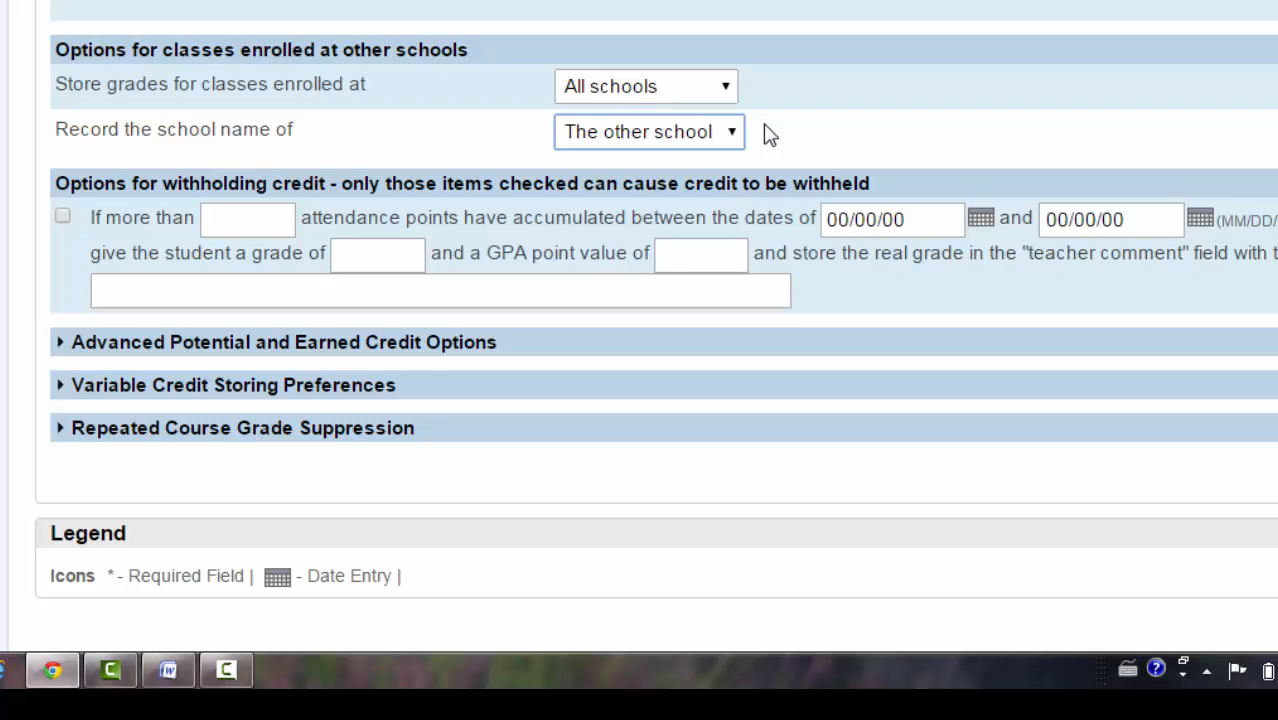 Options for classes enrolled at other schools
Store grades for classes enrolled at All schools
Record the school name of The other school
Options for withholding credit - only those items checked can cause credit to be withheld
If more than attendance points have accumulated between the dates of 00/00/00 and 00/00/00 (MM/DD/
give the student a grade of and a GPA point value of and store the real grade in the "teacher comment" field with t
Advanced Potential and Earned Credit Options
Variable Credit Storing Preferences
Repeated Course Grade Suppression
Legend
Icons * - Required Field | - Date Entry |